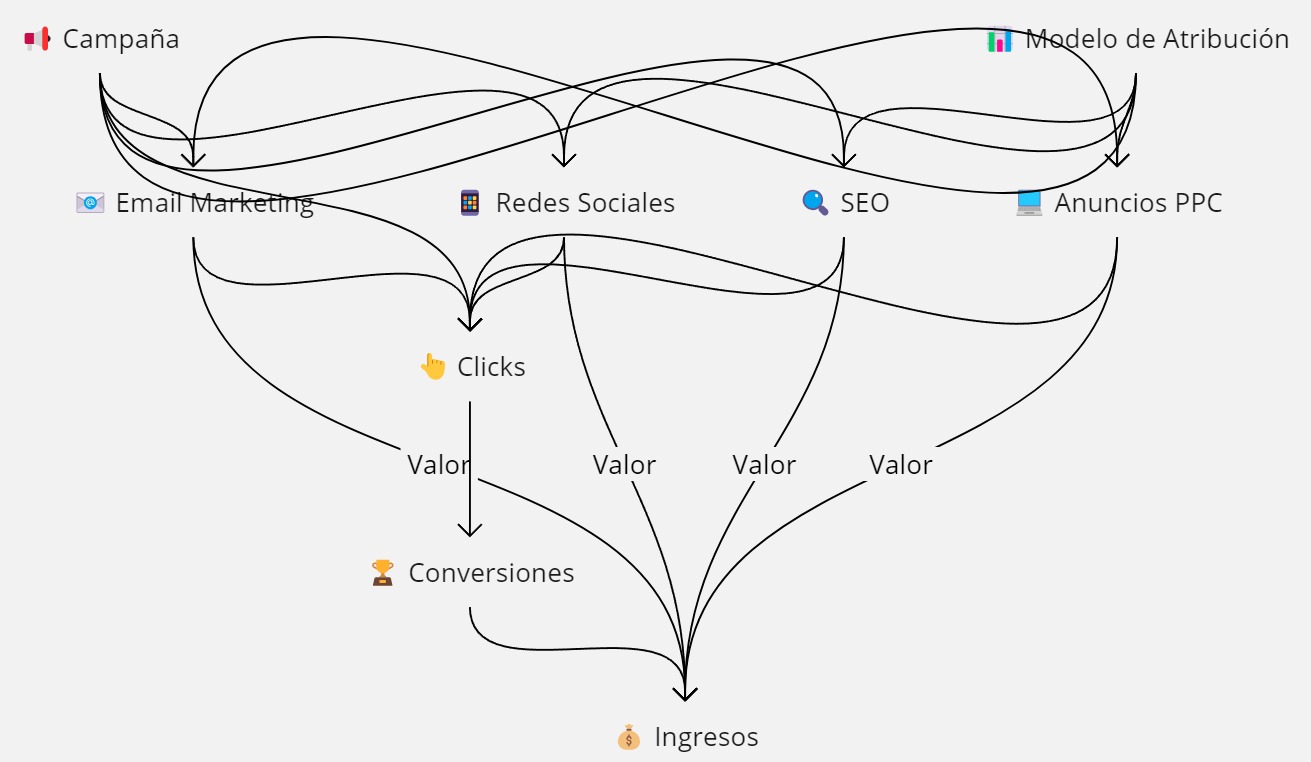 Campaña
Modelo de Atribución
Email Marketing
Redes Sociales
SEO
Anuncios PPC
Clicks
Valor
Valor
Valor
Valor
Conversiones
Ingresos